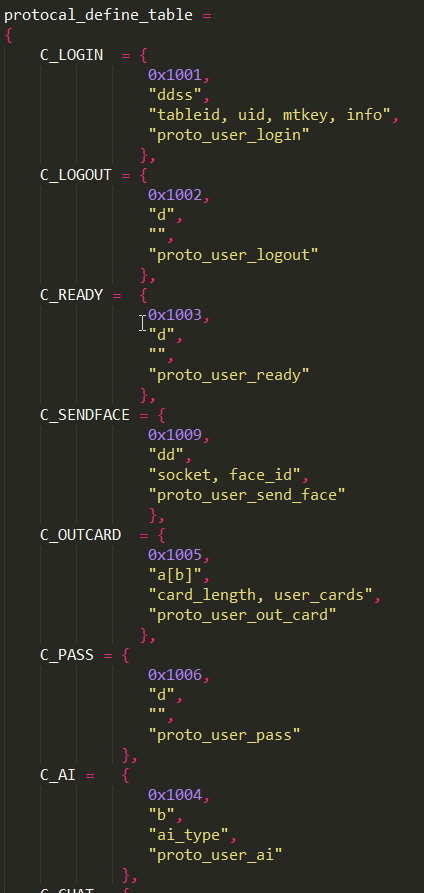 protocal_define_table =
{
    C_LOGIN  = {
                0x1001,
                "ddss",
                "tableid, uid, mtkey, info",
                "proto_user_login"
               },
    C_LOGOUT = {
                0x1002,
                "d",
                "",
                "proto_user_logout"
               },
    C_READY =  {
                0x1003,
                "d",
                "",
                "proto_user_ready"
               },
    C_SENDFACE = {
                0x1009,
                "dd",
                "socket, face_id",
                "proto_user_send_face"
                },
    C_OUTCARD  = {
                0x1005,
                "a[b]",
                "card_length, user_cards",
                "proto_user_out_card"
               },
    C_PASS = {
                0x1006,
                "d",
                "",
                "proto_user_pass"
             },
    C_AI =   {
                0x1004,
                "b",
                "ai_type",
                "proto_user_ai"
             },